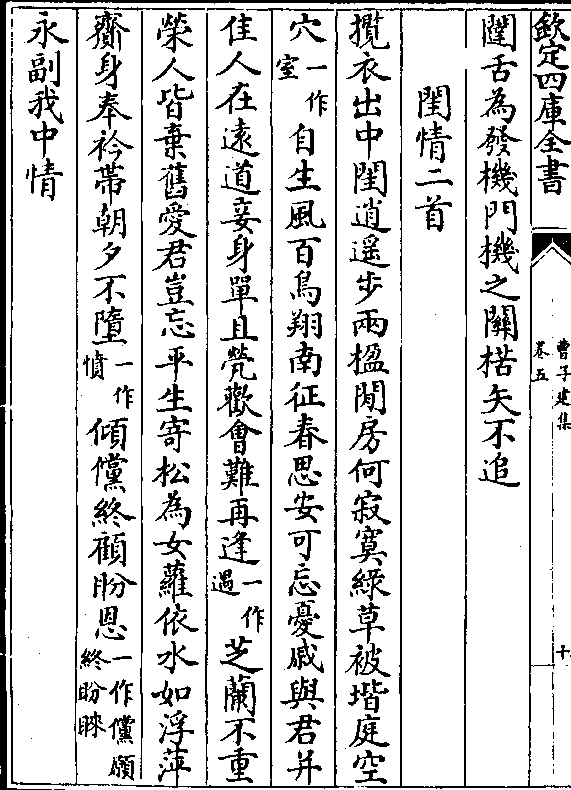 欽定四庫全書
曹子建集
卷五
十
闥舌為發機門機之闗楛矢不追
閨情二首
攬衣出中閨逍遥步兩楹閒房何寂寞綠草被堦庭空
穴一作室自生風百鳥翔南征春思安可忘憂戚與君并
佳人在遠道妾身單且煢歡會難再逢一作遇芝蘭不重
榮人皆棄舊愛君豈忘平生寄松為女蘿依水如浮萍
齎身奉衿帶朝夕不墮一作憤傾儻終顧盼恩一作儻願終盼睞
永副我中情